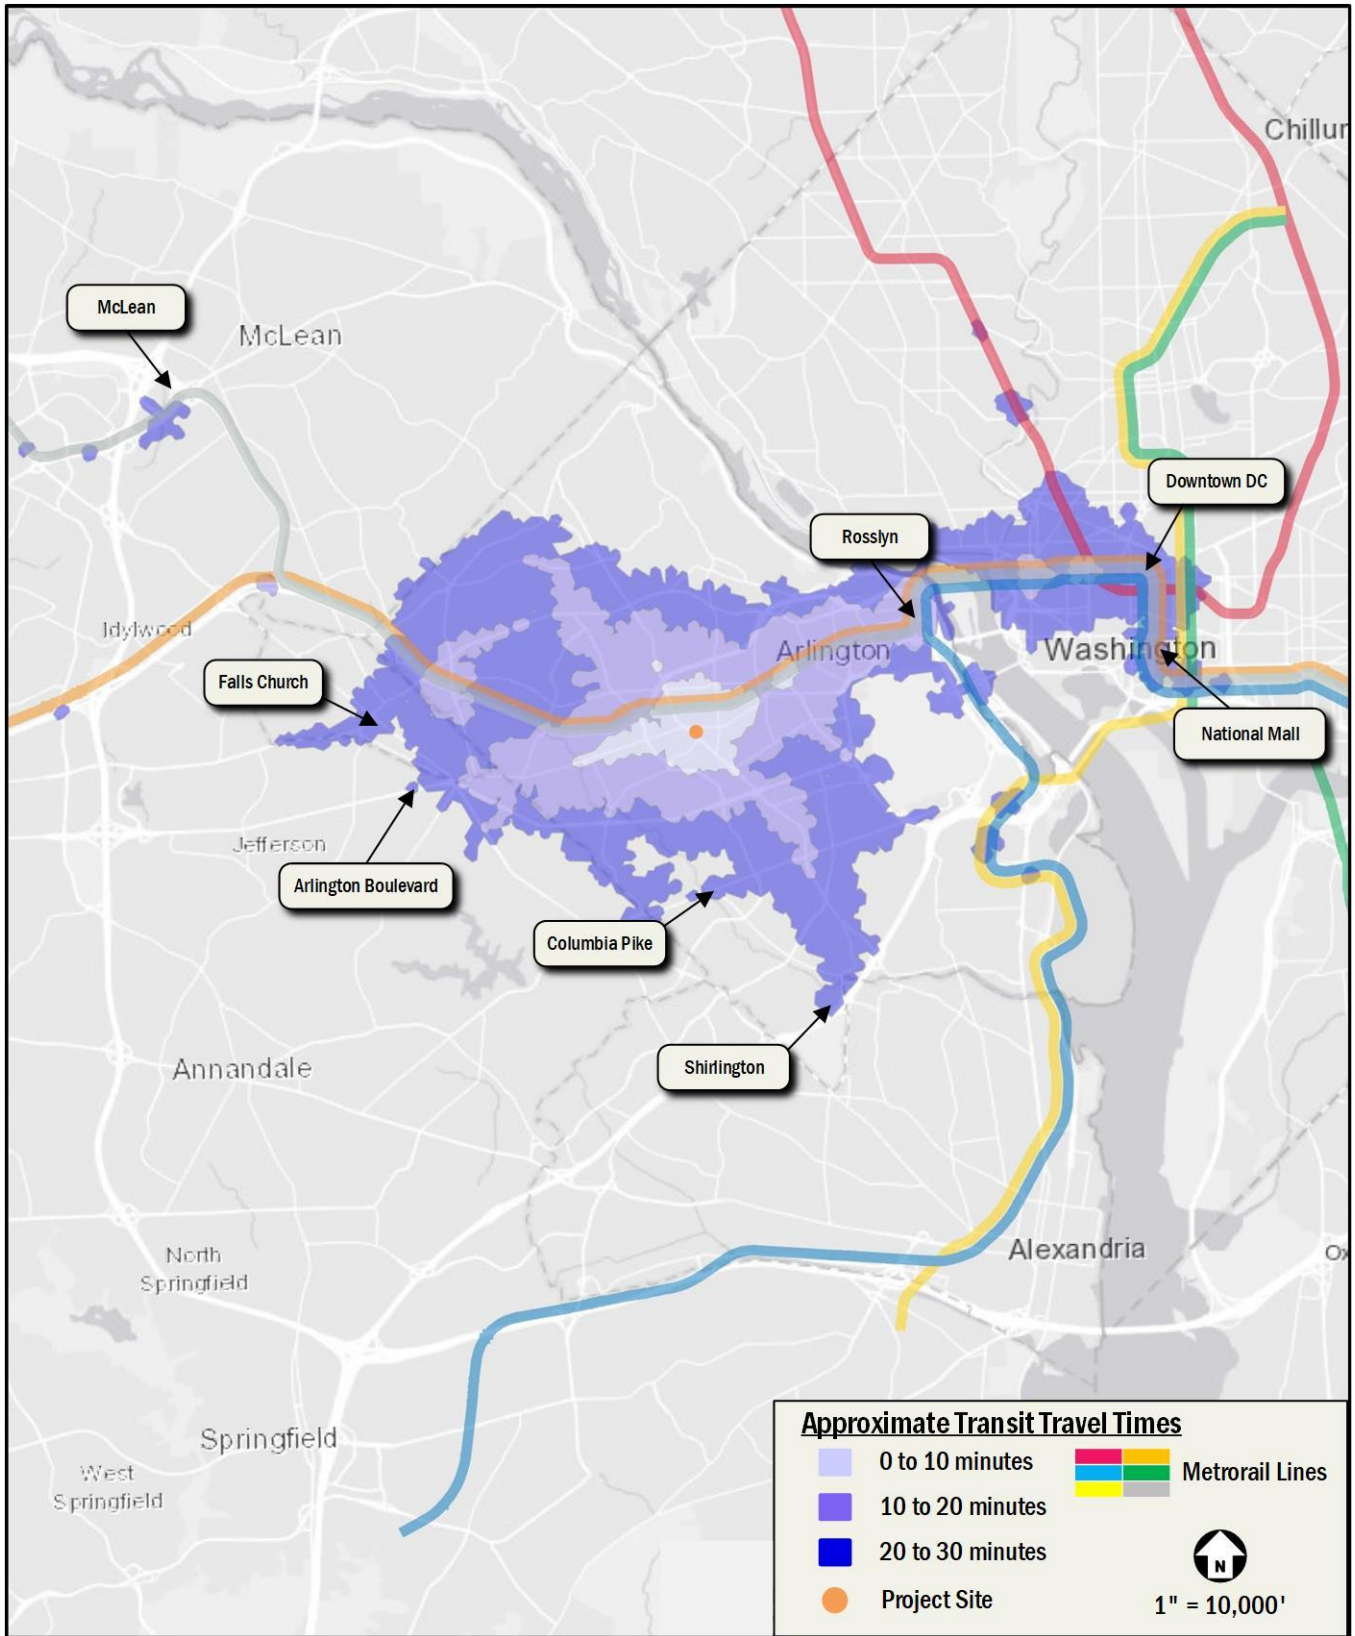 Chillur
McLean
McLean
Downtown DC
Rosslyn
Idylwood
Arlington
Washington
Falls Church
National Mall
Jefferson
Arlington Boulevard
Columbia Pike
Shirlington
Annandale
Alexandria
North
Springfield
Ox
Springfield
West
Springfield
Approximate Transit Travel Times
0 to 10 minutes
Metrorail Lines
10 to 20 minutes
20 to 30 minutes
N
Project Site
1" = 10,000'